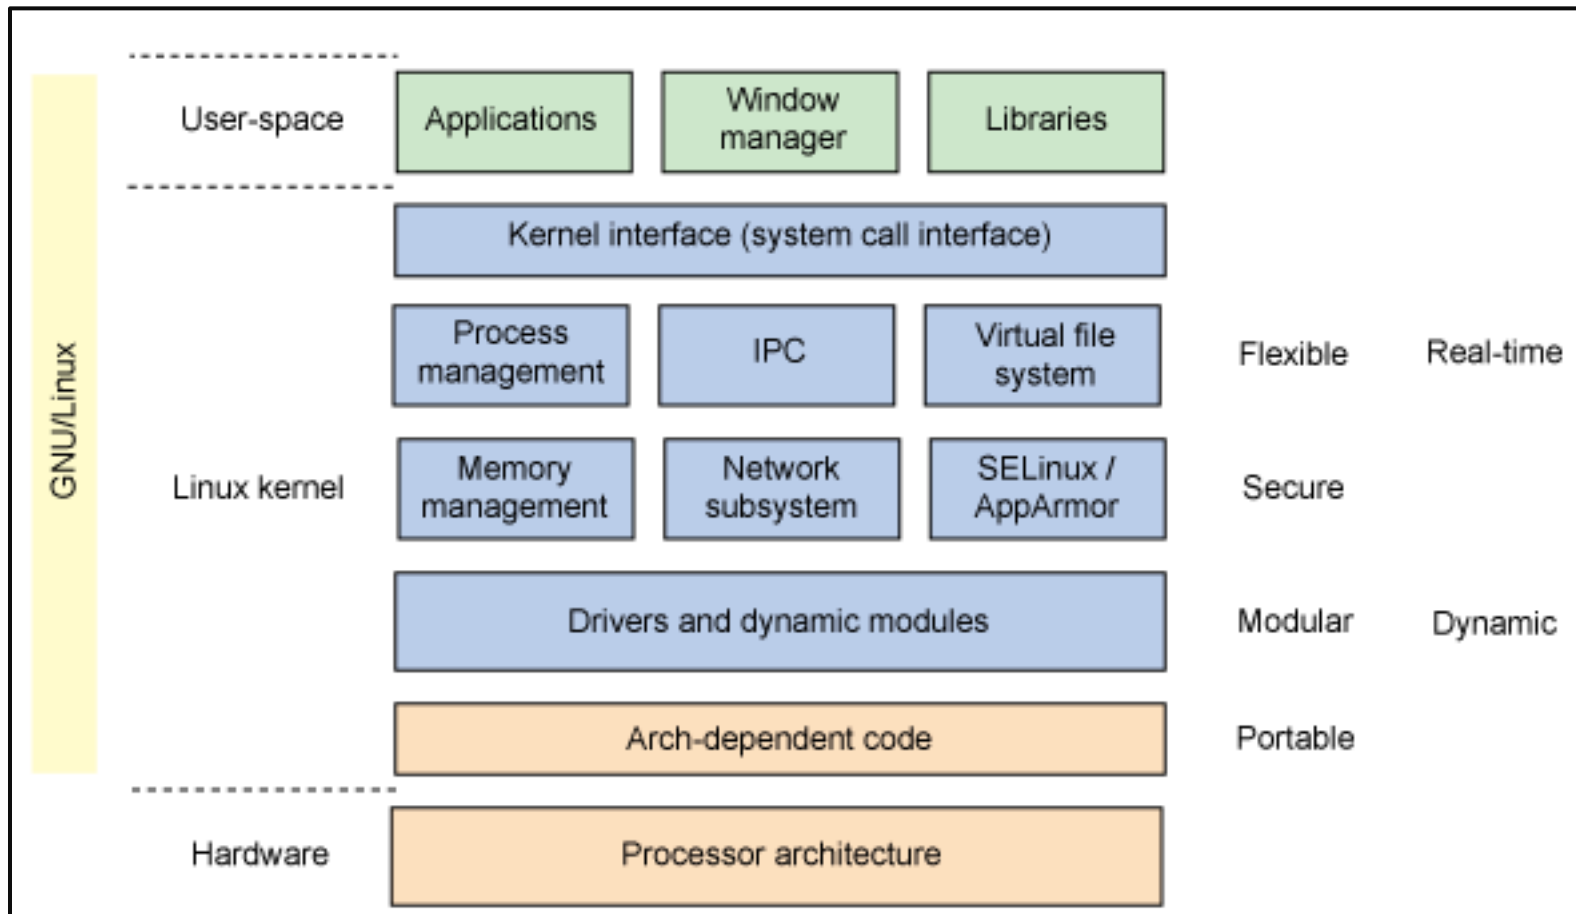 GNU/Linux
User-space
Applications
Window
manager
Libraries
Kernel interface (system call interface)
Process
management
IPC
Virtual file
system
Flexible
Real-time
Linux kernel
Memory
management
Network
subsystem
SELinux /
AppArmor
Secure
Drivers and dynamic modules
Modular
Dynamic
Arch-dependent code
Portable
Hardware
Processor architecture